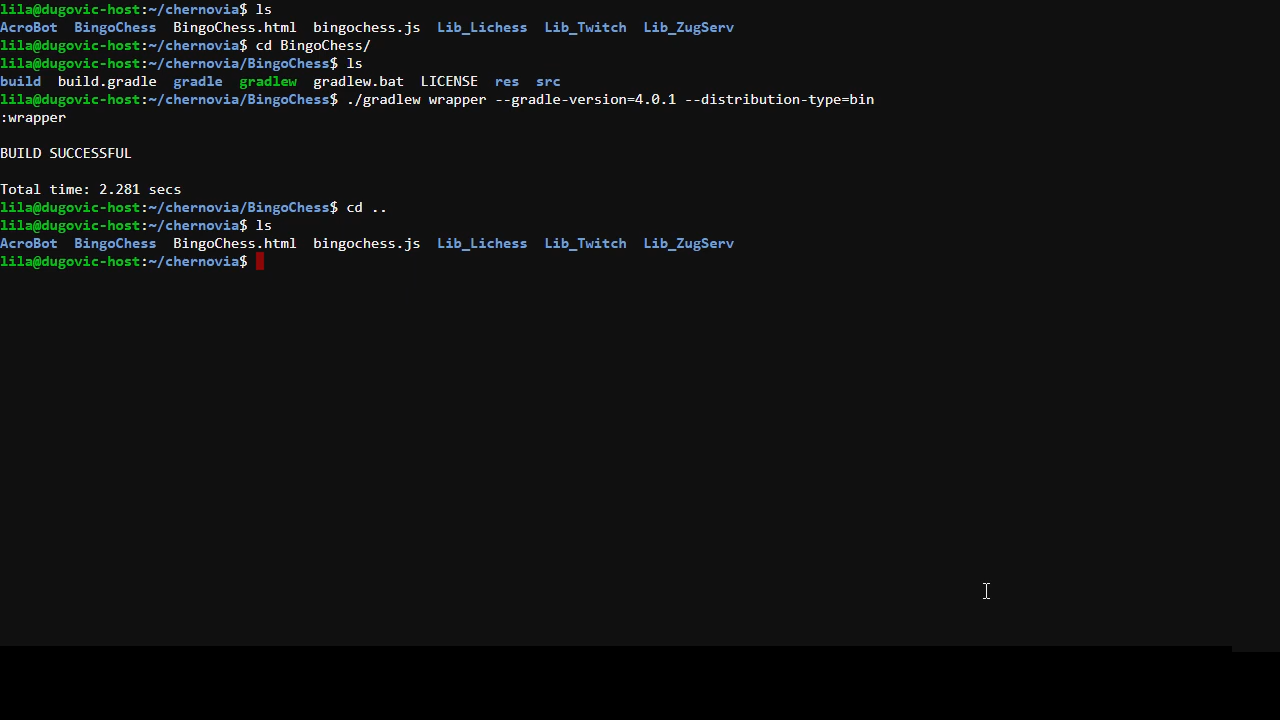 lila@dugovic-host:~/chernovia$ ls
AcroBot  BingoChess  BingoChess.html  bingochess.js  Lib_Lichess  Lib_Twitch  Lib_ZugServ
lila@dugovic-host:~/chernovia$ cd BingoChess/
lila@dugovic-host:~/chernovia/BingoChess$ ls
build  build.gradle  gradle  gradlew  gradlew.bat  LICENSE  res  src
lila@dugovic-host:~/chernovia/BingoChess$ ./gradlew wrapper --gradle-version=4.0.1 --distribution-type=bin
:wrapper
BUILD SUCCESSFUL
Total time: 2.281 secs
lila@dugovic-host:~/chernovia/BingoChess$ cd ..
lila@dugovic-host:~/chernovia$ ls
AcroBot  BingoChess  BingoChess.html  bingochess.js  Lib_Lichess  Lib_Twitch  Lib_ZugServ
lila@dugovic-host:~/chernovia$